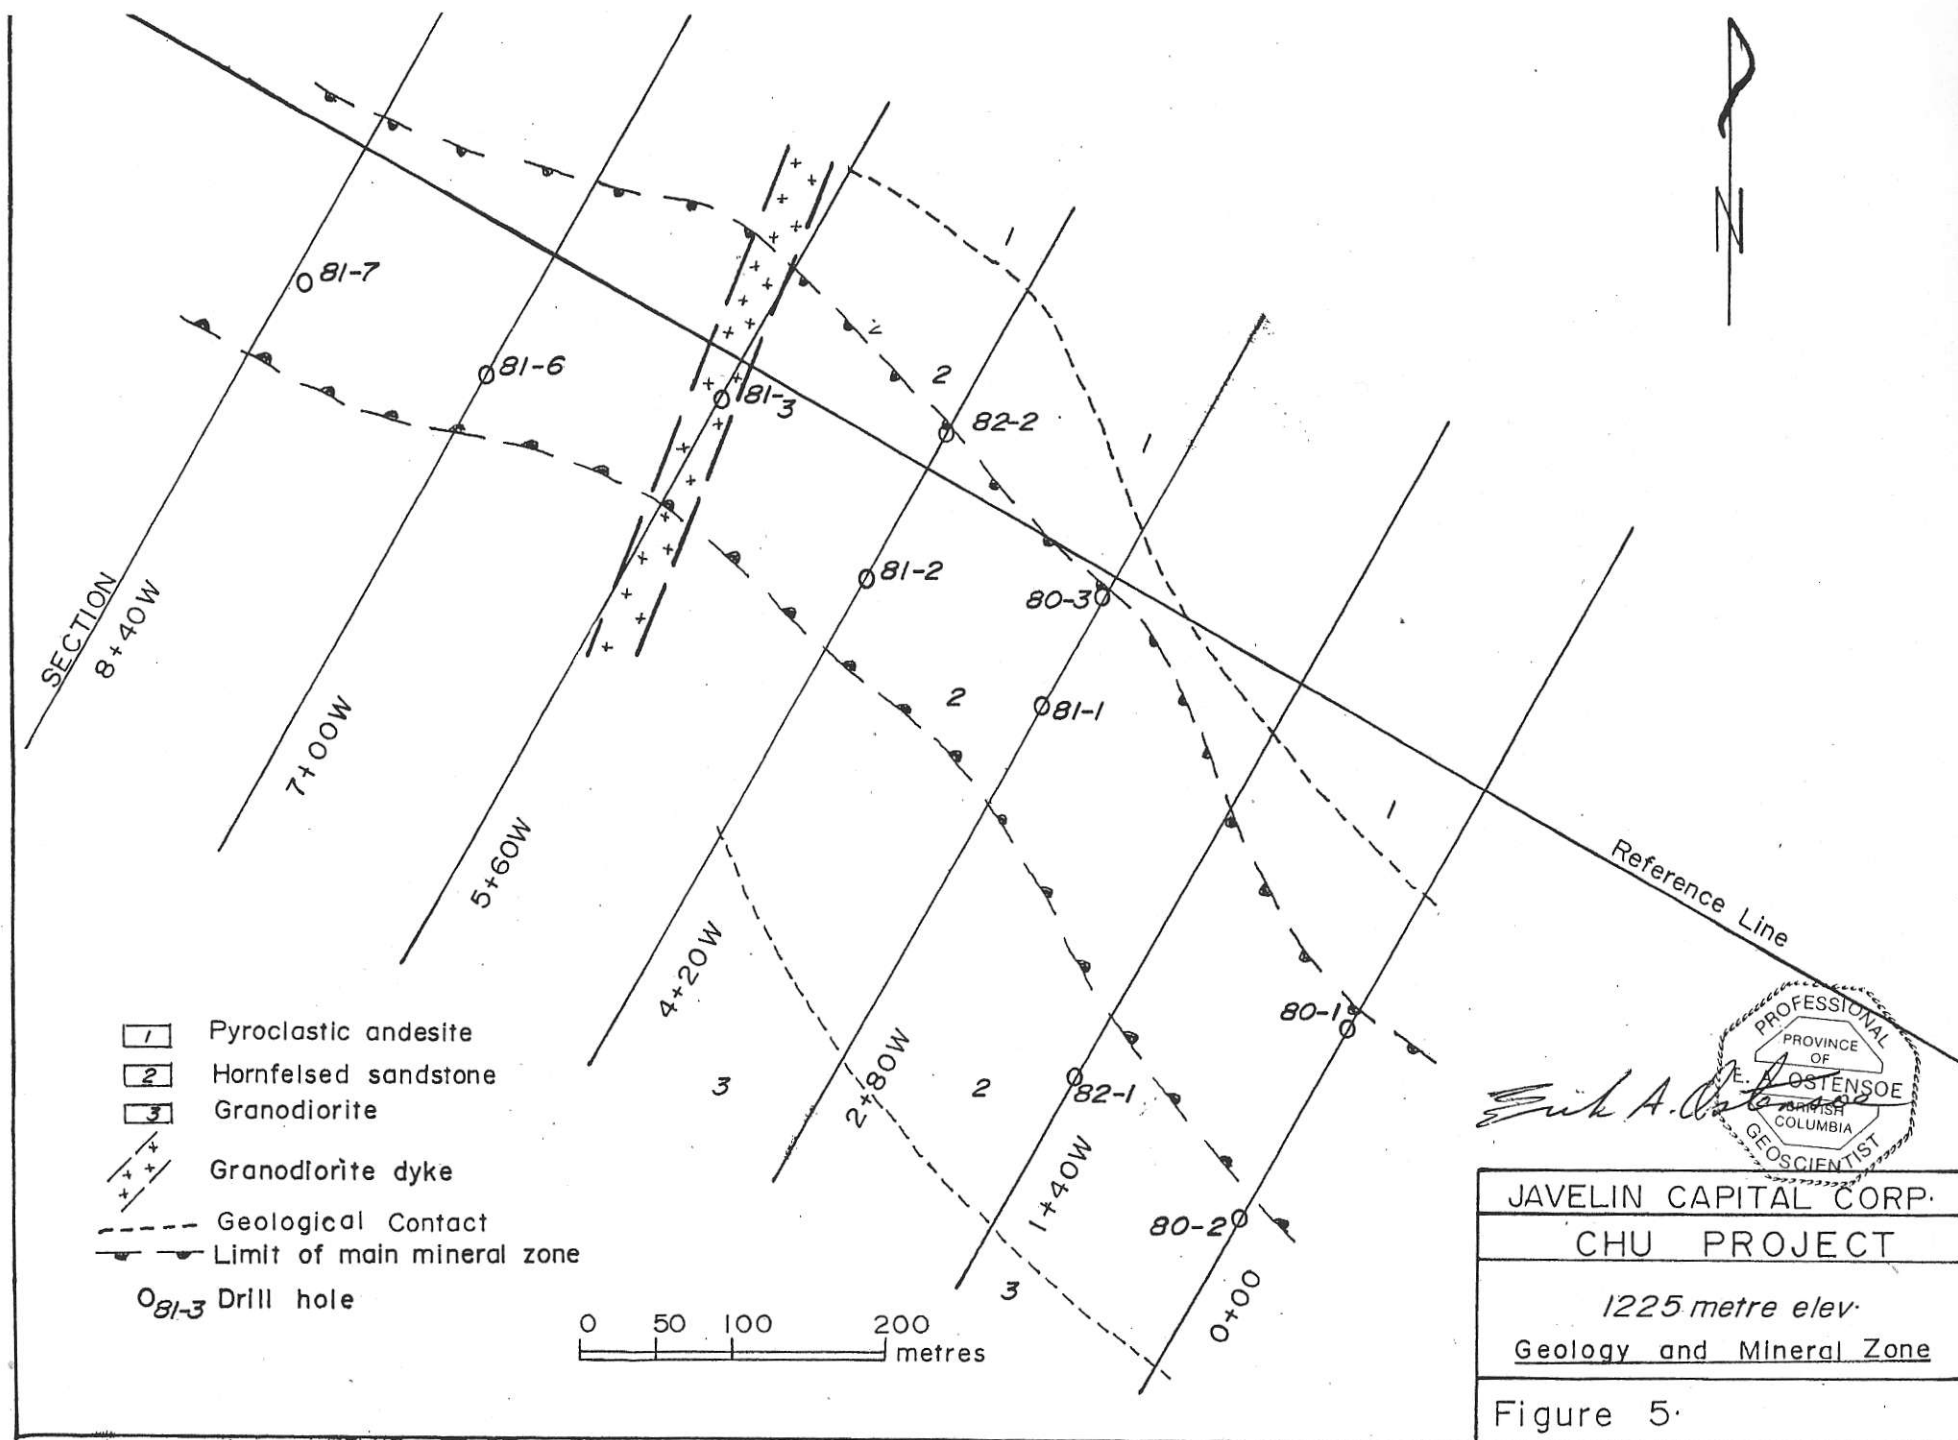 N
1
81-7
81-6
81-3
2
2
82-2
1
81-2
80-3
SECTION
8+40W
2
81-1
7+00W
1
5+60W
Reference Line
4+20W
80-1
2+80W
3
2
82-1
1+40W
80-2
3
0+00
1 Pyroclastic andesite
2 Hornfelsed sandstone
3 Granodiorite
Granodiorite dyke
Geological Contact
Limit of main mineral zone
81-3 Drill hole
0 50 100 200
metres
PROFESSIONAL
PROVINCE
OF
E. A. OSTENSOE
BRITISH
COLUMBIA
GEOSCIENTIST
Erik A. Ostensoe
JAVELIN CAPITAL CORP.
CHU PROJECT
1225 metre elev.
Geology and Mineral Zone
Figure 5.